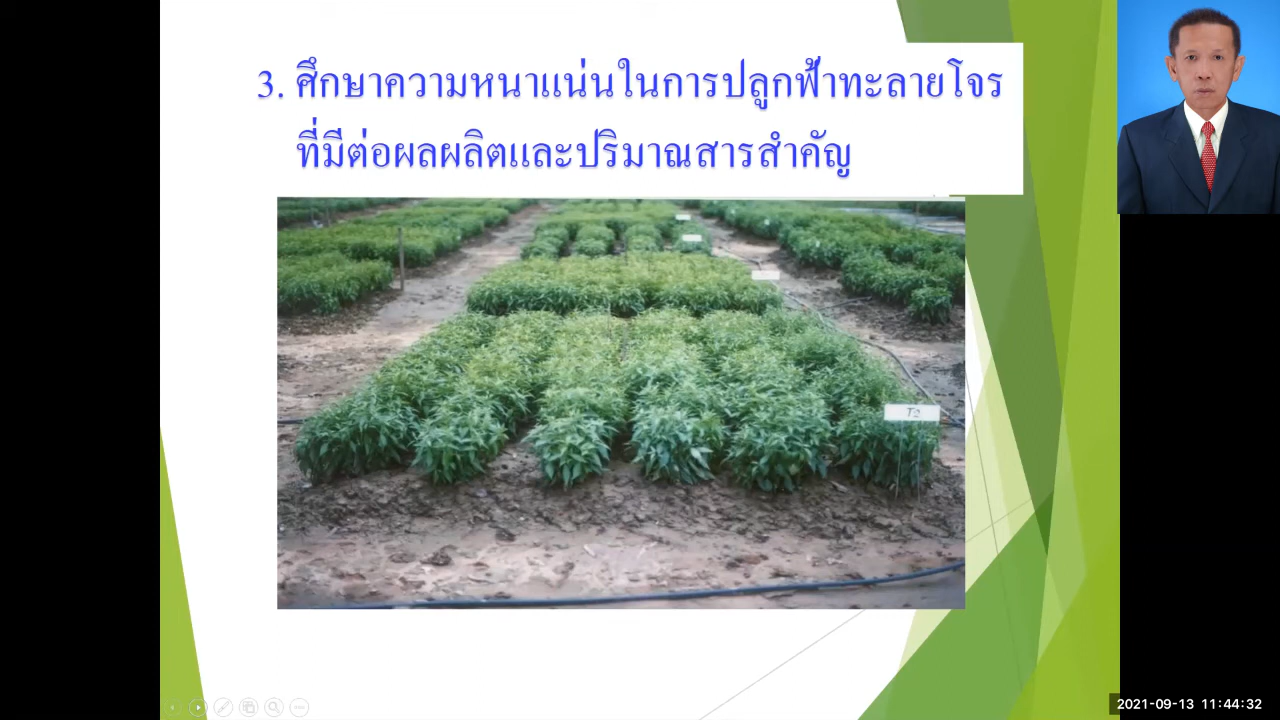 3. ศึกษาความหนาแน่นในการปลูกฟ้าทะลายโจร
ที่มีต่อผลผลิตและปริมาณสารสำคัญ
T2
2021-09-13 11:44:32